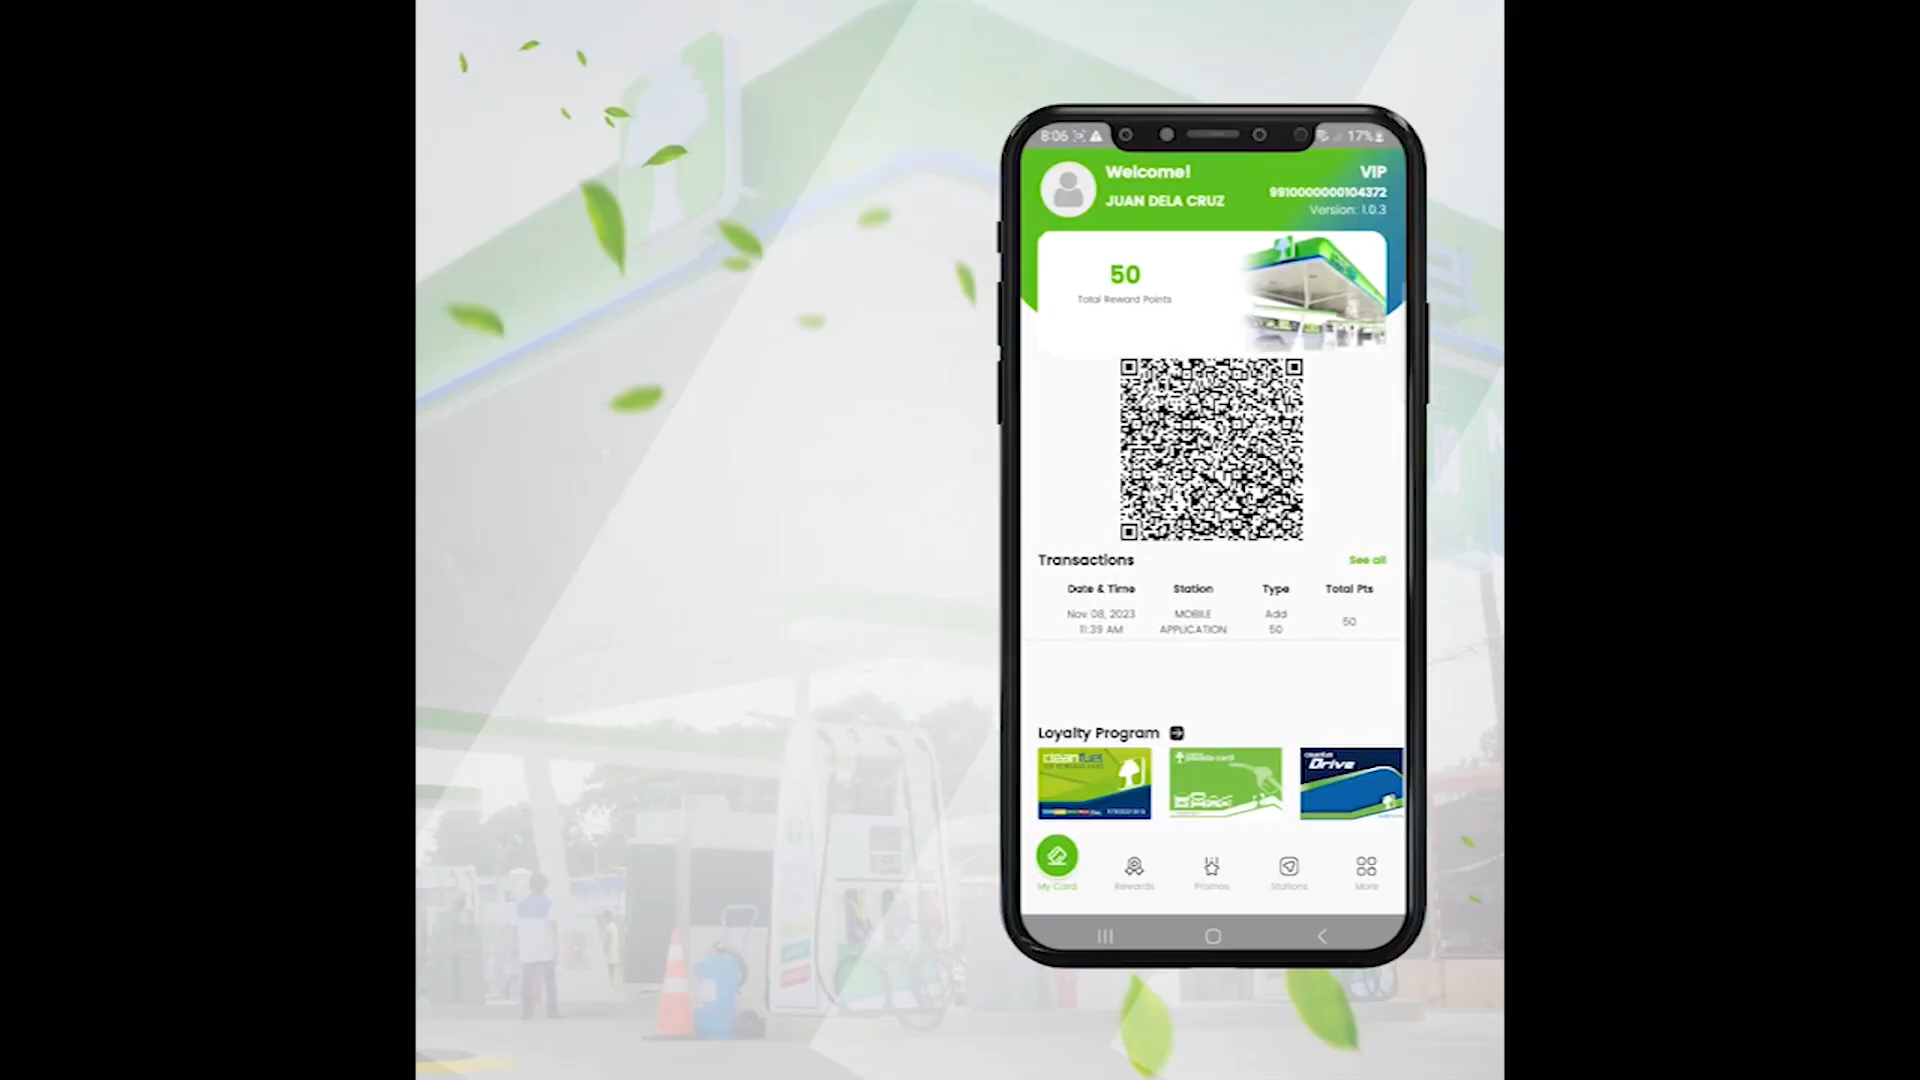 8:06
17%
Welcome!
JUAN DELA CRUZ
VIP
9910000000104372
Version: 1.0.3
50
Total Reward Points
Transactions
See all
Date & Time Station Type Total Pts
Nov 08, 2023 MOBILE Add 50
11:39 AM APPLICATION 50
Loyalty Program
cleanfuel
cleanfuel
Drive
My Card Rewards Promos Stations More